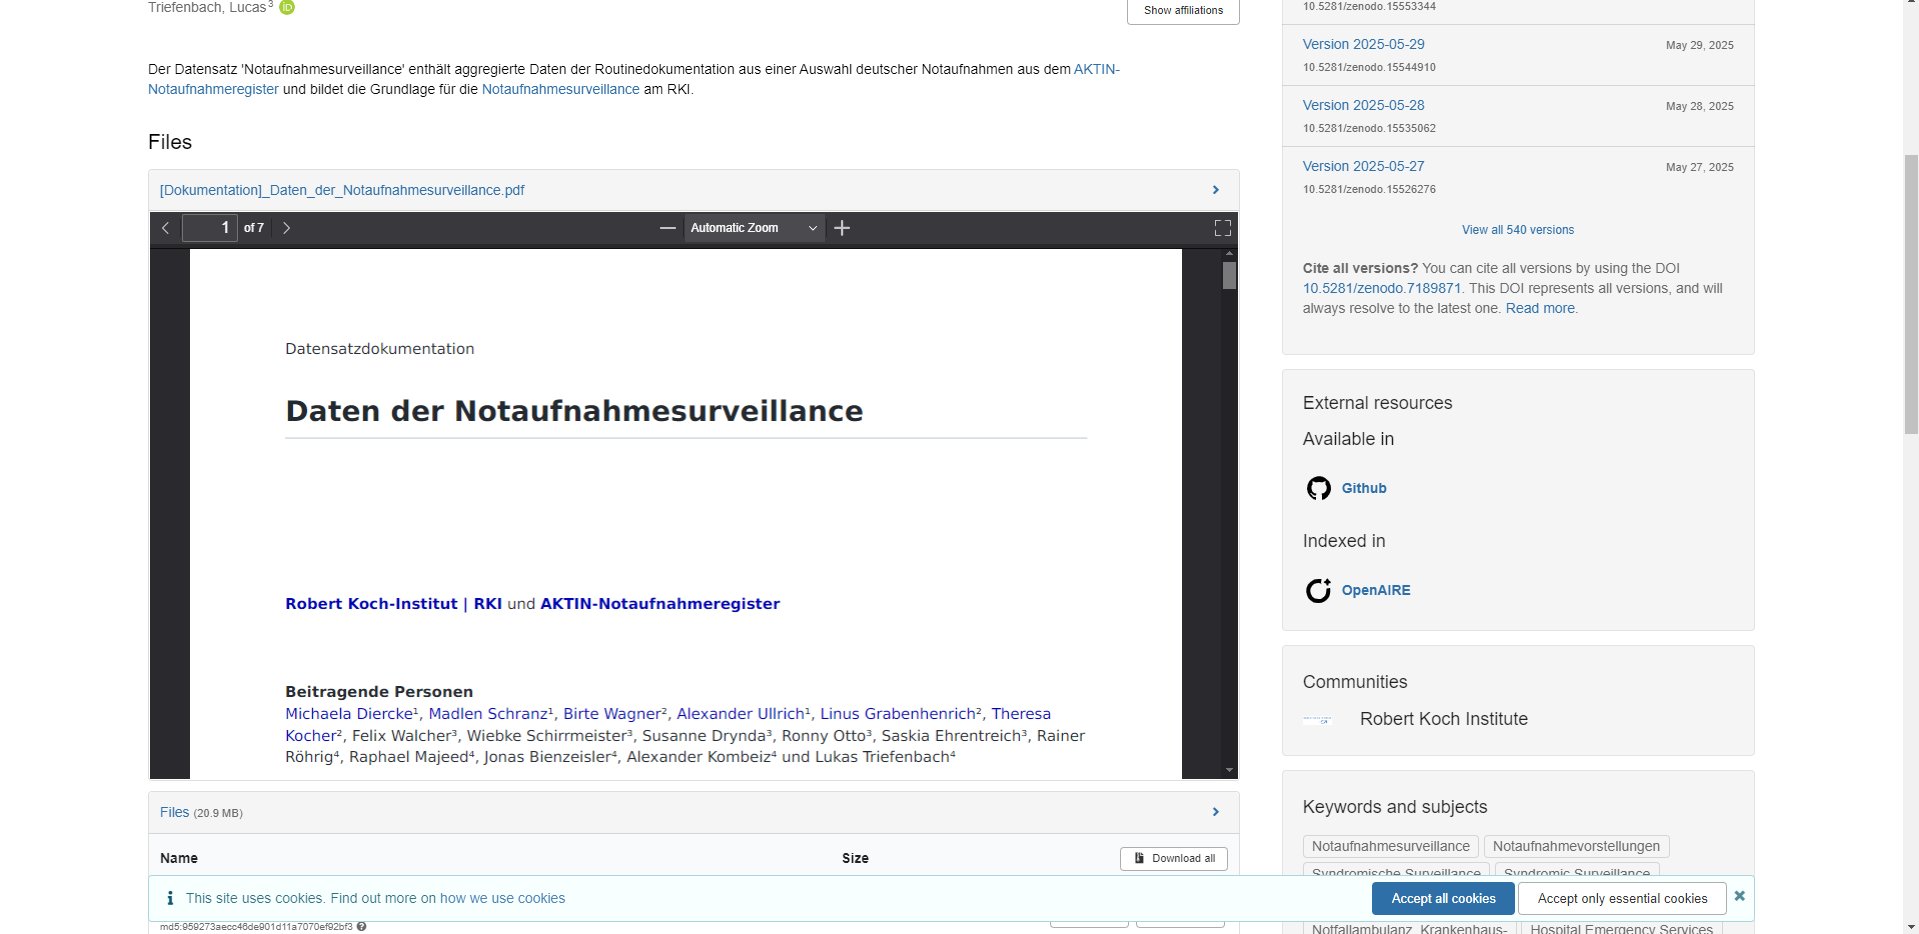 Triefenbach, Lucas³ iD
Show affiliations
Der Datensatz 'Notaufnahmesurveillance' enthält aggregierte Daten der Routinedokumentation aus einer Auswahl deutscher Notaufnahmen aus dem AKTIN-
Notaufnahmeregister und bildet die Grundlage für die Notaufnahmesurveillance am RKI.
Files
[Dokumentation]_Daten_der_Notaufnahmesurveillance.pdf
1 of 7
Automatic Zoom
Datensatzdokumentation
Daten der Notaufnahmesurveillance
Robert Koch-Institut | RKI und AKTIN-Notaufnahmeregister
Beitragende Personen
Michaela Diercke¹, Madlen Schranz¹, Birte Wagner², Alexander Ullrich¹, Linus Grabenhenrich², Theresa
Kocher², Felix Walcher³, Wiebke Schirrmeister³, Susanne Drynda³, Ronny Otto³, Saskia Ehrentreich³, Rainer
Röhrig⁴, Raphael Majeed⁴, Jonas Bienzeisler⁴, Alexander Kombeiz⁴ und Lukas Triefenbach⁴
Files (20.9 MB)
Name
Size
Download all
md5:959273aecc46de901d11a7070ef92bf3
10.5281/zenodo.15553344
Version 2025-05-29
May 29, 2025
10.5281/zenodo.15544910
Version 2025-05-28
May 28, 2025
10.5281/zenodo.15535062
Version 2025-05-27
May 27, 2025
10.5281/zenodo.15526276
View all 540 versions
Cite all versions? You can cite all versions by using the DOI
10.5281/zenodo.7189871. This DOI represents all versions, and will
always resolve to the latest one. Read more.
External resources
Available in
Github
Indexed in
OpenAIRE
Communities
Robert Koch Institute
Keywords and subjects
Notaufnahmesurveillance
Notaufnahmevorstellungen
Syndromische Surveillance
Syndromic Surveillance
Notfallambulanz, Krankenhaus-
Hospital Emergency Services
This site uses cookies. Find out more on how we use cookies
Accept all cookies
Accept only essential cookies